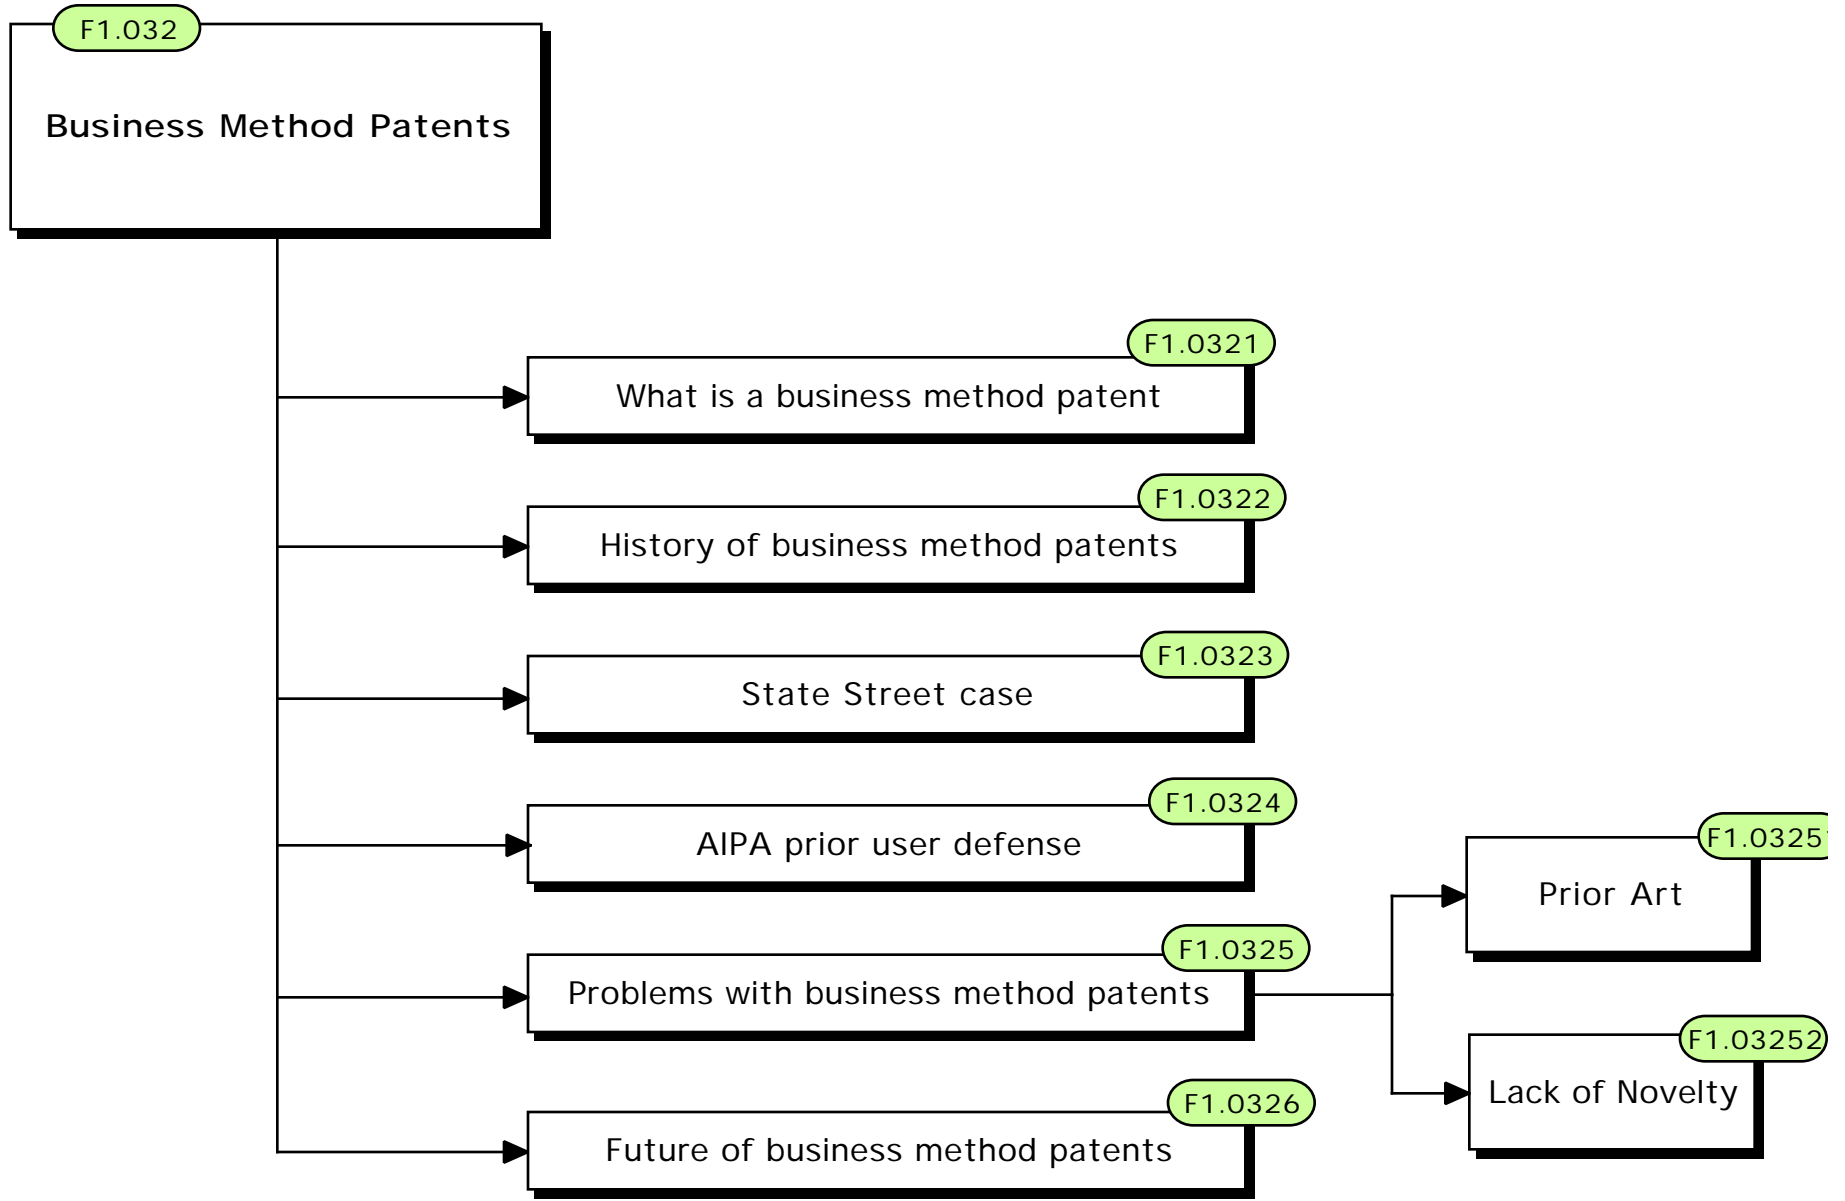 F1.032
Business Method Patents
F1.0321
What is a business method patent
F1.0322
History of business method patents
F1.0323
State Street case
F1.0324
AIPA prior user defense
F1.0325
Problems with business method patents
F1.03251
Prior Art
F1.03252
Lack of Novelty
F1.0326
Future of business method patents